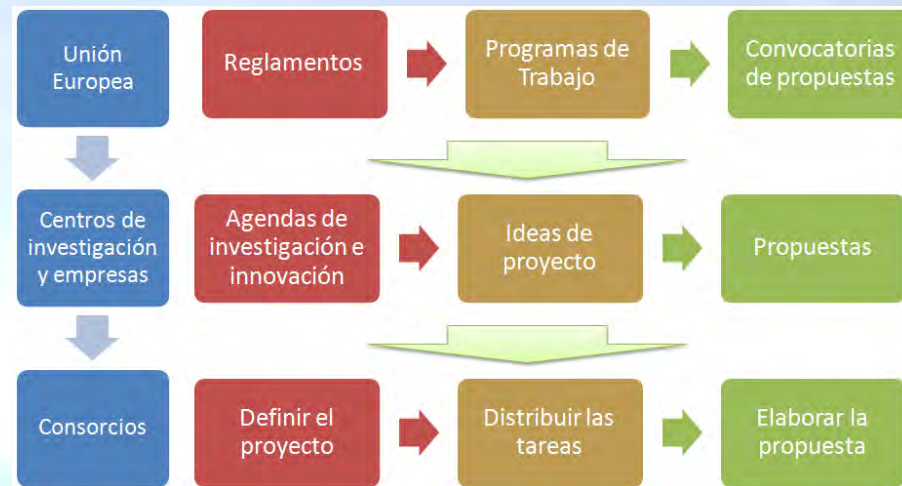 Unión
Europea
Reglamentos
Programas de
Trabajo
Convocatorias
de propuestas
Centros de
investigación
y empresas
Agendas de
investigación e
innovación
Ideas de
proyecto
Propuestas
Consorcios
Definir el
proyecto
Distribuir las
tareas
Elaborar la
propuesta